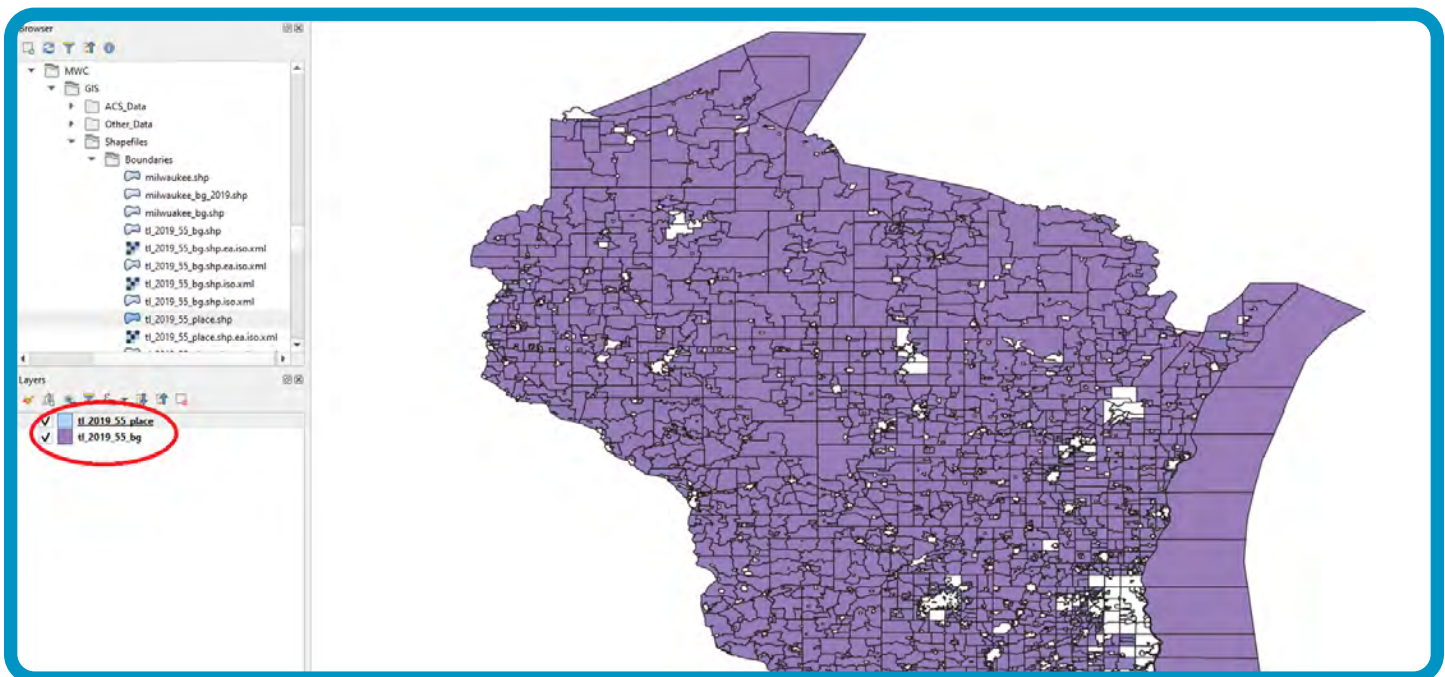 Browser
MWC
GIS
ACS_Data
Other_Data
Shapefiles
Boundaries
milwaukee.shp
milwaukee_bg_2019.shp
milwuakee_bg.shp
tl_2019_55_bg.shp
tl_2019_55_bg.shp.ea.iso.xml
tl_2019_55_bg.shp.ea.iso.xml
tl_2019_55_bg.shp.iso.xml
tl_2019_55_bg.shp.iso.xml
tl_2019_55_place.shp
tl_2019_55_place.shp.ea.iso.xml
Layers
tl_2019_55_place
tl_2019_55_bg